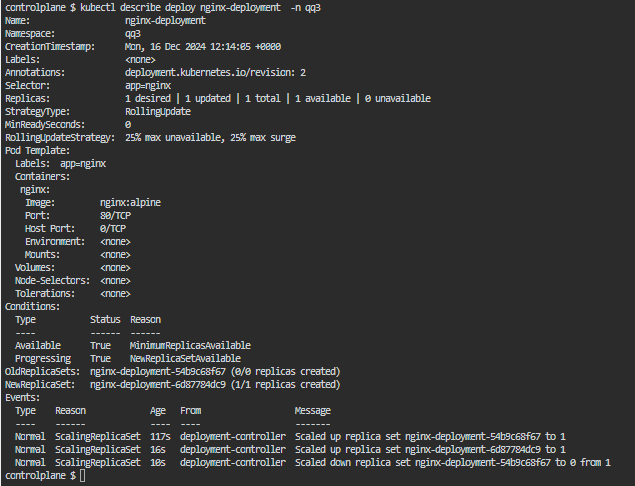 controlplane $ kubectl describe deploy nginx-deployment  -n qq3
Name:                   nginx-deployment
Namespace:              qq3
CreationTimestamp:      Mon, 16 Dec 2024 12:14:05 +0000
Labels:                 <none>
Annotations:            deployment.kubernetes.io/revision: 2
Selector:               app=nginx
Replicas:               1 desired | 1 updated | 1 total | 1 available | 0 unavailable
StrategyType:           RollingUpdate
MinReadySeconds:        0
RollingUpdateStrategy:  25% max unavailable, 25% max surge
Pod Template:
  Labels:  app=nginx
  Containers:
   nginx:
    Image:         nginx:alpine
    Port:          80/TCP
    Host Port:     0/TCP
    Environment:   <none>
    Mounts:        <none>
  Volumes:         <none>
  Node-Selectors:  <none>
  Tolerations:     <none>
Conditions:
  Type           Status  Reason
  ----           ------  ------
  Available      True    MinimumReplicasAvailable
  Progressing    True    NewReplicaSetAvailable
OldReplicaSets:  nginx-deployment-54b9c68f67 (0/0 replicas created)
NewReplicaSet:   nginx-deployment-6d87784dc9 (1/1 replicas created)
Events:
  Type    Reason             Age   From                   Message
  ----    ------             ----  ----                   -------
  Normal  ScalingReplicaSet  117s  deployment-controller  Scaled up replica set nginx-deployment-54b9c68f67 to 1
  Normal  ScalingReplicaSet  16s   deployment-controller  Scaled up replica set nginx-deployment-6d87784dc9 to 1
  Normal  ScalingReplicaSet  10s   deployment-controller  Scaled down replica set nginx-deployment-54b9c68f67 to 0 from 1
controlplane $